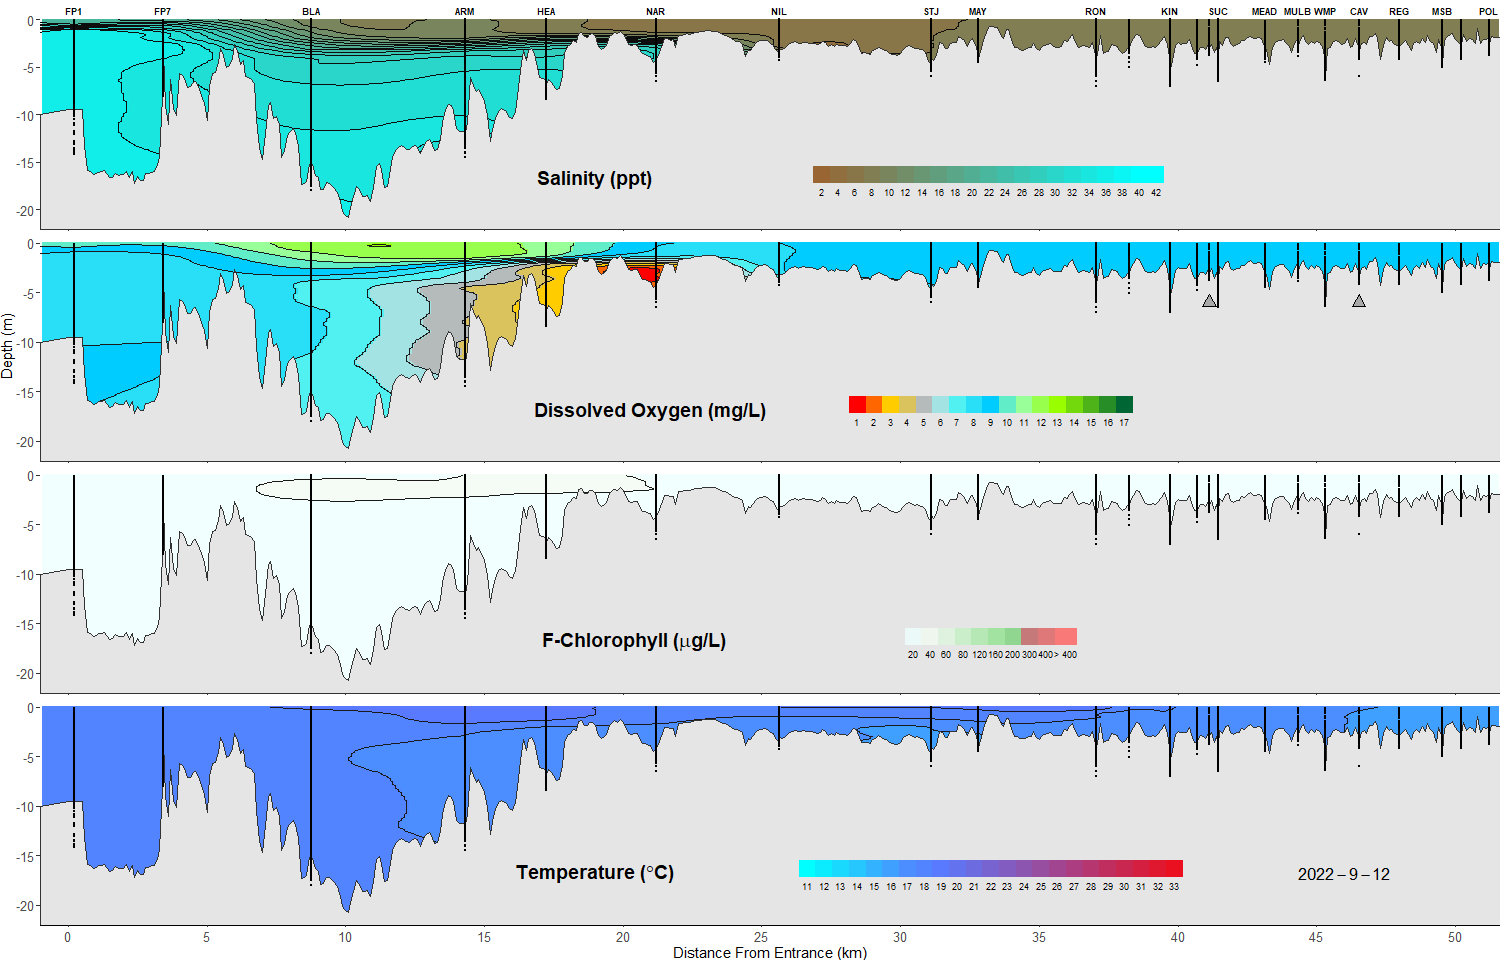 FP1 FP7 BLA ARM HEA NAR NIL STJ MAY RON KIN SUC MEAD MULB WMP CAV REG MSB POL
0
-5
-10
-15
-20
Salinity (ppt)
2 4 6 8 10 12 14 16 18 20 22 24 26 28 30 32 34 36 38 40 42
0
-5
-10
-15
-20
Depth (m)
Dissolved Oxygen (mg/L)
1 2 3 4 5 6 7 8 9 10 11 12 13 14 15 16 17
0
-5
-10
-15
-20
F-Chlorophyll (μg/L)
20 40 60 80 120 160 200 300 400 > 400
0
-5
-10
-15
-20
Temperature (°C)
11 12 13 14 15 16 17 18 19 20 21 22 23 24 25 26 27 28 29 30 31 32 33
2022 – 9 – 12
0 5 10 15 20 25 30 35 40 45 50
Distance From Entrance (km)